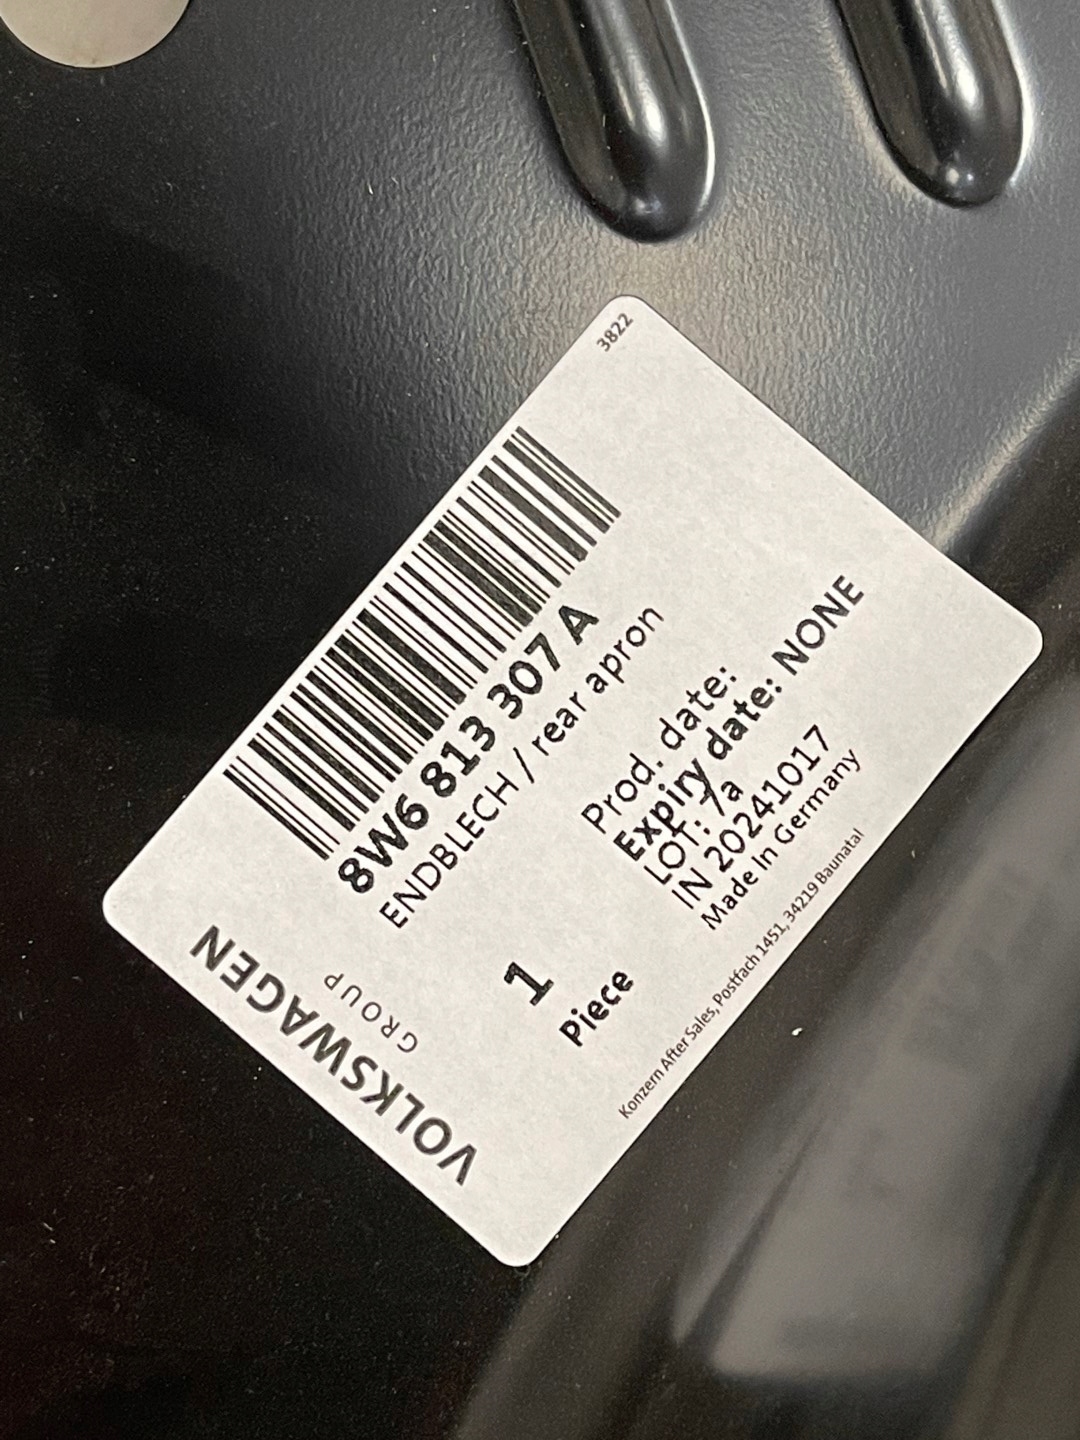 3822
8W6 813 307 A
ENDBLECH / rear apron
Prod. date:
Expiry date: NONE
LOT: /a
IN 20241017
Made In Germany
1
Piece
Konzern After Sales, Postfach 1451, 34219 Baunatal
VOLKSWAGEN
GROUP